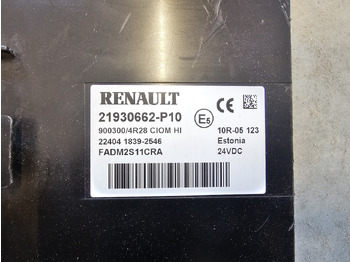 RENAULT
CE
21930662-P10
E5
900300/4R28 CIOM HI
10R-05 123
22404 1839-2546
Estonia
FADM2S11CRA
24VDC